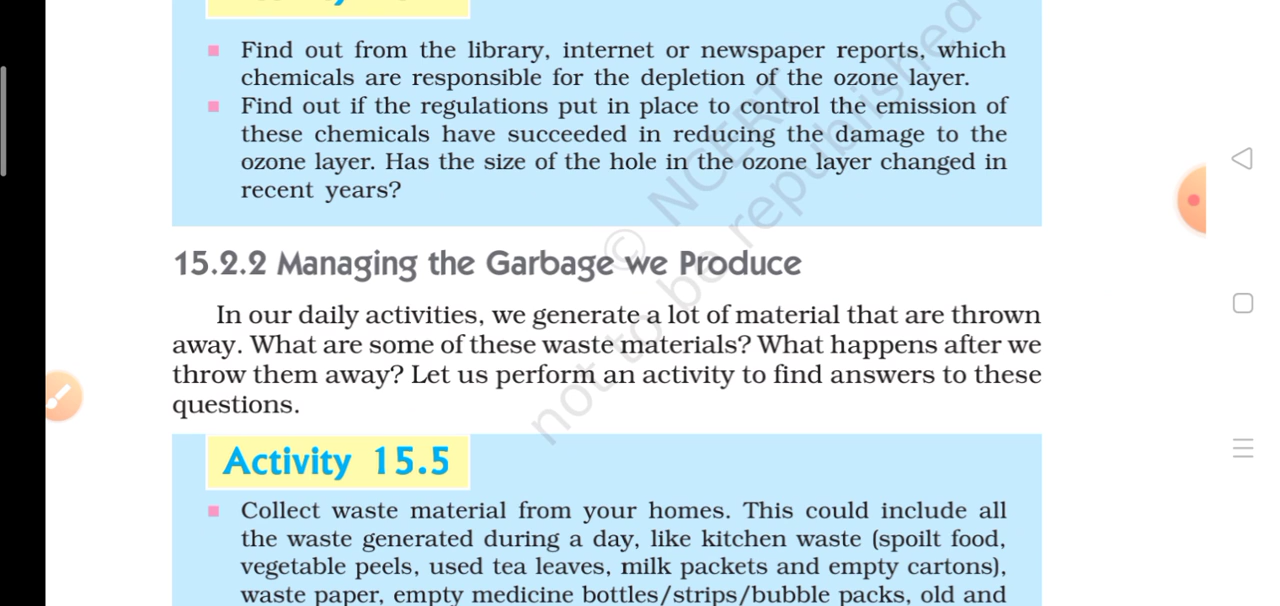 Find out from the library, internet or newspaper reports, which
chemicals are responsible for the depletion of the ozone layer.
Find out if the regulations put in place to control the emission of
these chemicals have succeeded in reducing the damage to the
ozone layer. Has the size of the hole in the ozone layer changed in
recent years?
15.2.2 Managing the Garbage we Produce
In our daily activities, we generate a lot of material that are thrown
away. What are some of these waste materials? What happens after we
throw them away? Let us perform an activity to find answers to these
questions.
Activity 15.5
Collect waste material from your homes. This could include all
the waste generated during a day, like kitchen waste (spoilt food,
vegetable peels, used tea leaves, milk packets and empty cartons),
waste paper, empty medicine bottles/strips/bubble packs, old and
© NCERT
not to be republished